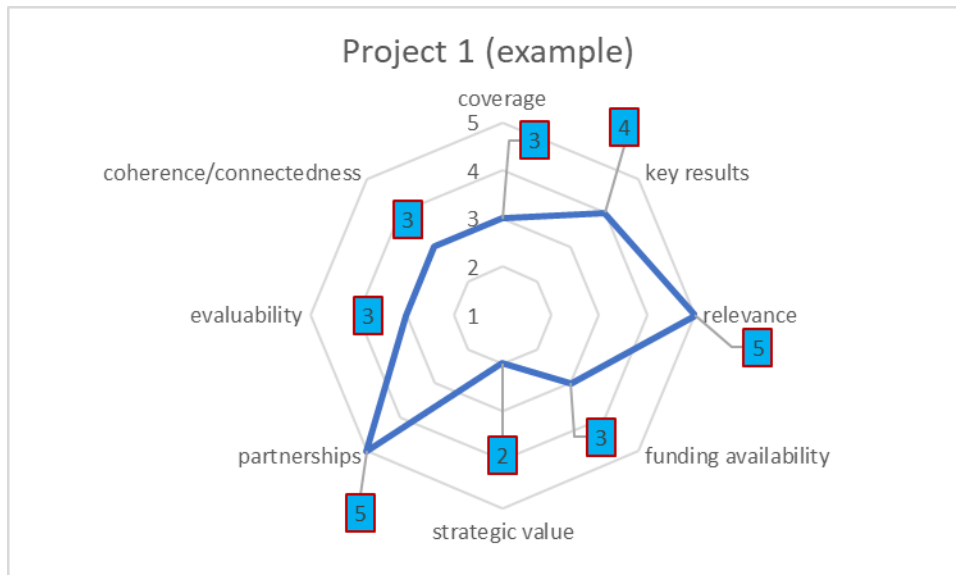 Project 1 (example)
coverage
5
4
3
key results
4
coherence/connectedness
3
3
2
evaluability
3
1
relevance
5
partnerships
5
2
3
funding availability
strategic value